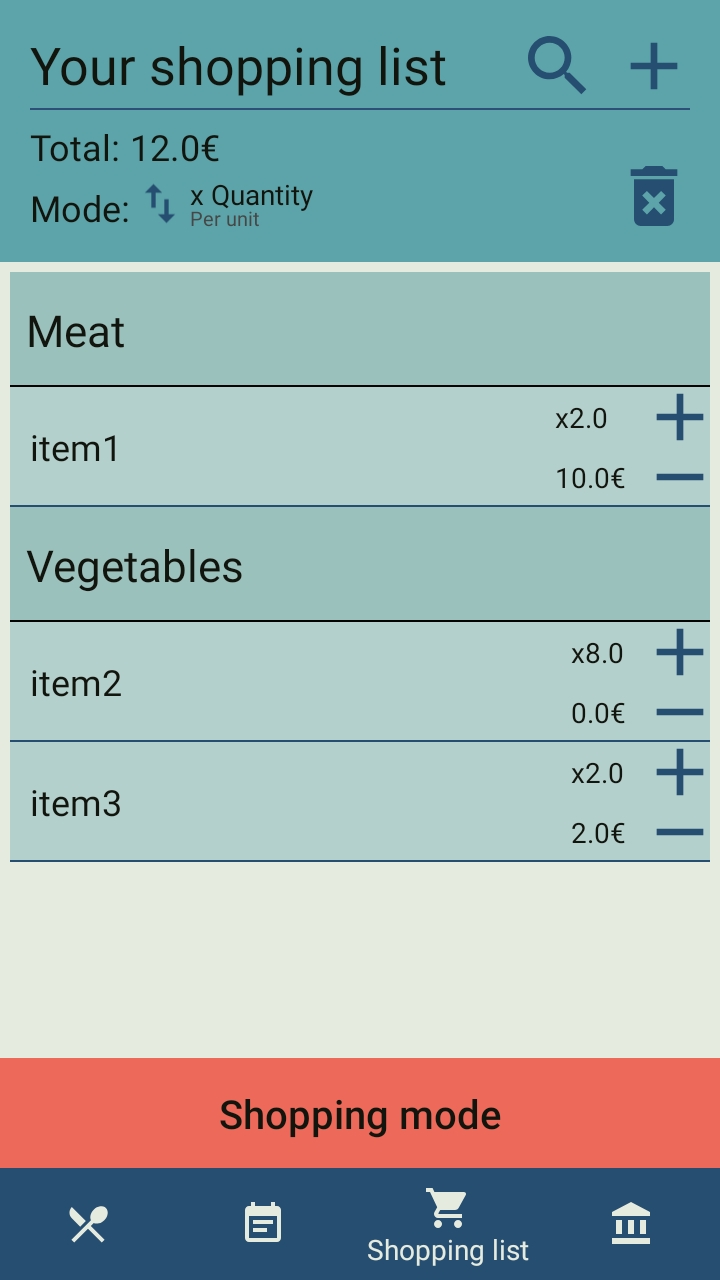 Your shopping list
Total: 12.0€
Mode: x Quantity
Per unit
Meat
item1
x2.0
10.0€
Vegetables
item2
x8.0
0.0€
item3
x2.0
2.0€
Shopping mode
Shopping list